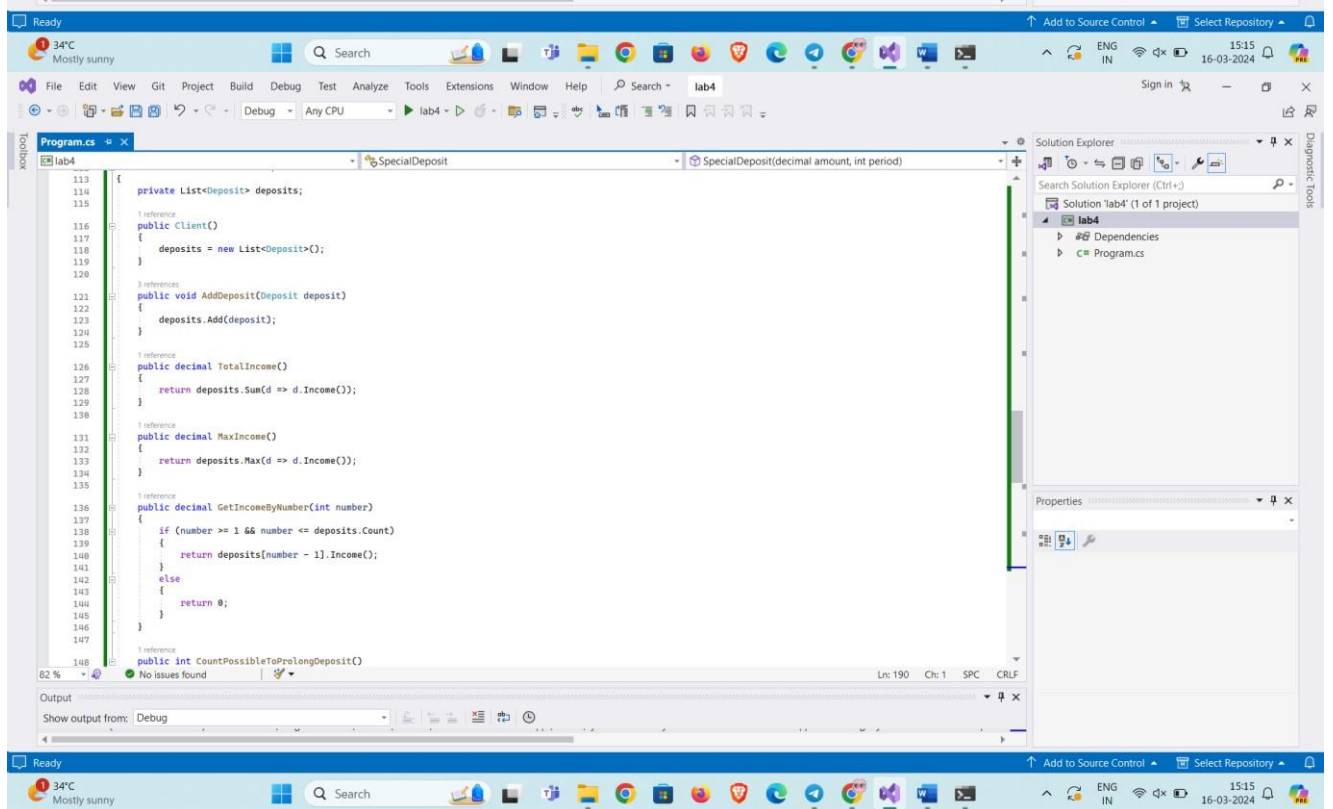 Ready
Add to Source Control
Select Repository
34°C
Mostly sunny
Search
ENG
IN
15:15
16-03-2024
File Edit View Git Project Build Debug Test Analyze Tools Extensions Window Help Search lab4 Sign in
Debug Any CPU lab4
Toolbox
Program.cs
Solution Explorer
Diagnostic Tools
lab4 SpecialDeposit SpecialDeposit(decimal amount, int period)
Search Solution Explorer (Ctrl+;)
Solution 'lab4' (1 of 1 project)
lab4
Dependencies
C# Program.cs
113 {
114 private List<Deposit> deposits;
115
1 reference
116 public Client()
117 {
118 deposits = new List<Deposit>();
119 }
120
3 references
121 public void AddDeposit(Deposit deposit)
122 {
123 deposits.Add(deposit);
124 }
125
1 reference
126 public decimal TotalIncome()
127 {
128 return deposits.Sum(d => d.Income());
129 }
130
1 reference
131 public decimal MaxIncome()
132 {
133 return deposits.Max(d => d.Income());
134 }
135
1 reference
136 public decimal GetIncomeByNumber(int number)
137 {
138 if (number >= 1 && number <= deposits.Count)
139 {
140 return deposits[number - 1].Income();
141 }
142 else
143 {
144 return 0;
145 }
146 }
147
1 reference
148 public int CountPossibleToProlongDeposit()
Properties
82 % No issues found Ln: 190 Ch: 1 SPC CRLF
Output
Show output from: Debug
Ready
Add to Source Control
Select Repository
34°C
Mostly sunny
Search
ENG
IN
15:15
16-03-2024